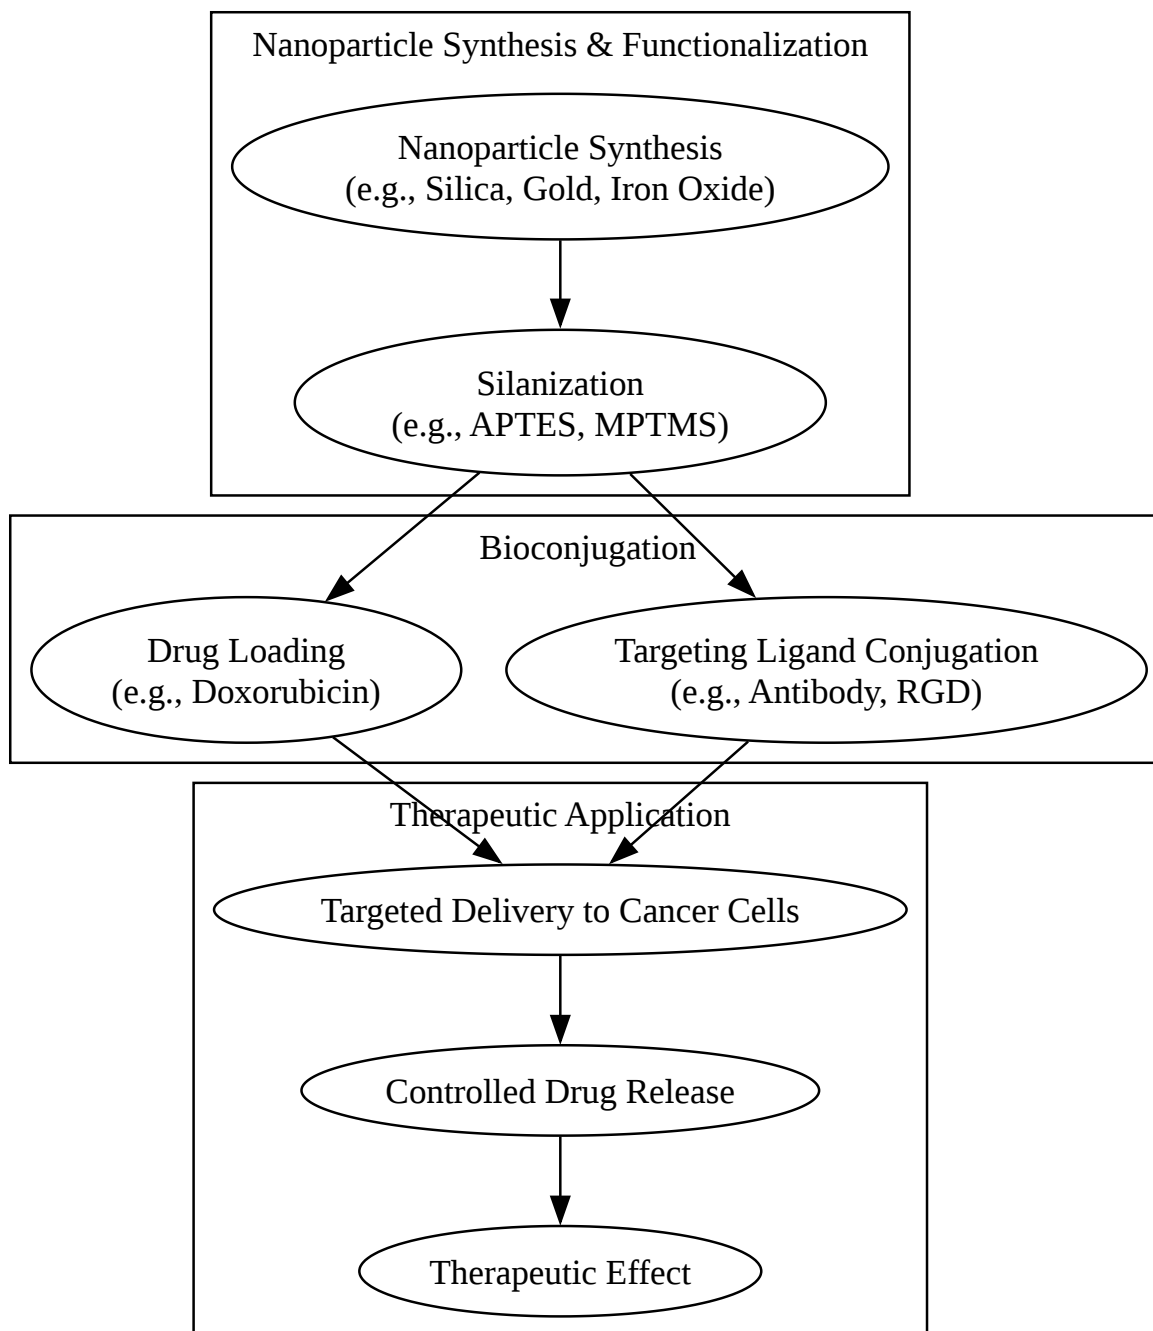 Nanoparticle Synthesis & Functionalization
Nanoparticle Synthesis
(e.g., Silica, Gold, Iron Oxide)
Silanization
(e.g., APTES, MPTMS)
Bioconjugation
Drug Loading
(e.g., Doxorubicin)
Targeting Ligand Conjugation
(e.g., Antibody, RGD)
Therapeutic Application
Targeted Delivery to Cancer Cells
Controlled Drug Release
Therapeutic Effect